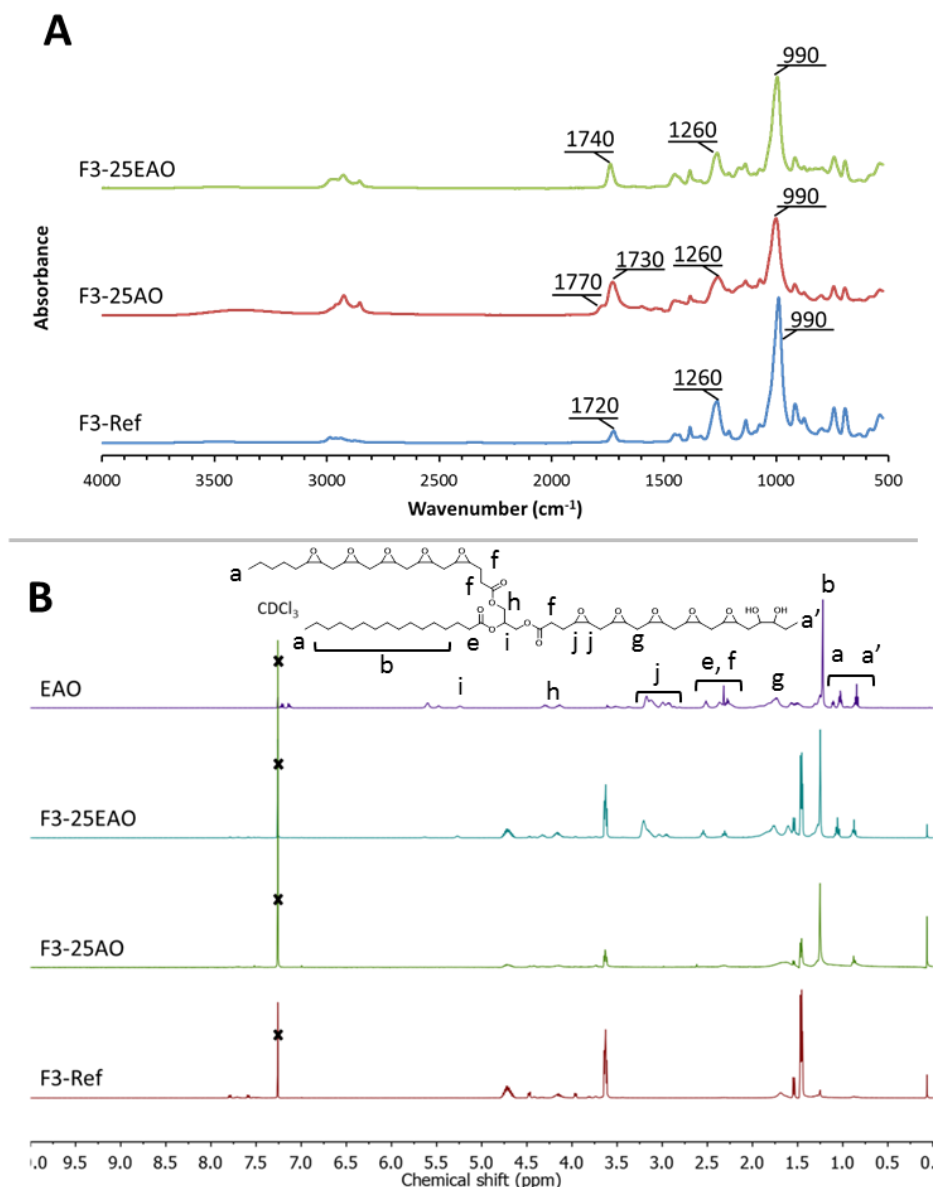 A
990
F3-25EAO
1740
1260
990
F3-25AO
1770
1730
1260
990
F3-Ref
1720
1260
Absorbance
4000 3500 3000 2500 2000 1500 1000 500
Wavenumber (cm⁻¹)
B
O O O O O
a
f
f
O
O
h
CDCl₃
O
O
f
O
O O O O
HO OH
a'
a
b
e
i
O
j j
g
b
EAO
i
h
j
e, f
g
a
a'
x
F3-25EAO
x
F3-25AO
x
F3-Ref
x
0.0 9.5 9.0 8.5 8.0 7.5 7.0 6.5 6.0 5.5 5.0 4.5 4.0 3.5 3.0 2.5 2.0 1.5 1.0 0.5 0.0
Chemical shift (ppm)